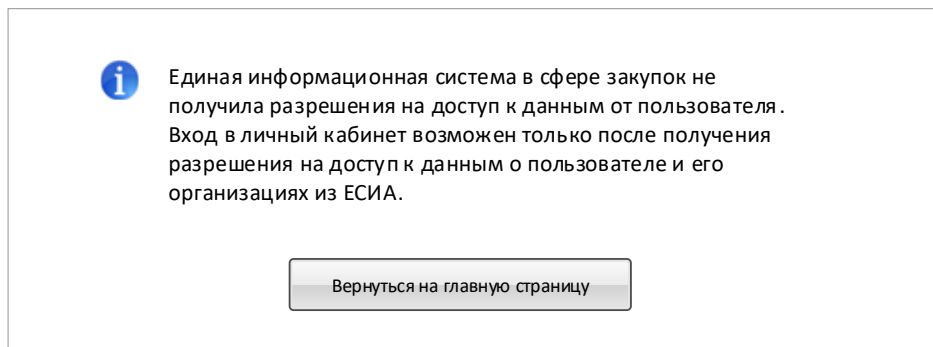 Единая информационная система в сфере закупок не
получила разрешения на доступ к данным от пользователя.
Вход в личный кабинет возможен только после получения
разрешения на доступ к данным о пользователе и его
организациях из ЕСИА.
Вернуться на главную страницу